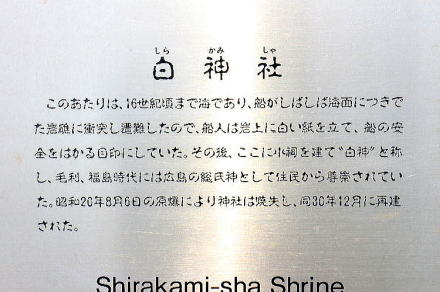 しら かみ しゃ
白神社
このあたりは、16世紀頃まで海であり、船がしばしば海面につきで
た岩礁に衝突し遭難したので、船人は岩上に白い紙を立て、船の安
全をはかる目印にしていた。その後、ここに小祠を建て“白神”と称
し、毛利、福島時代には広島の総氏神として住民から尊崇されてい
た。昭和20年8月6日の原爆により神社は焼失し、同30年12月に再建
された。
Shirakami-sha Shrine